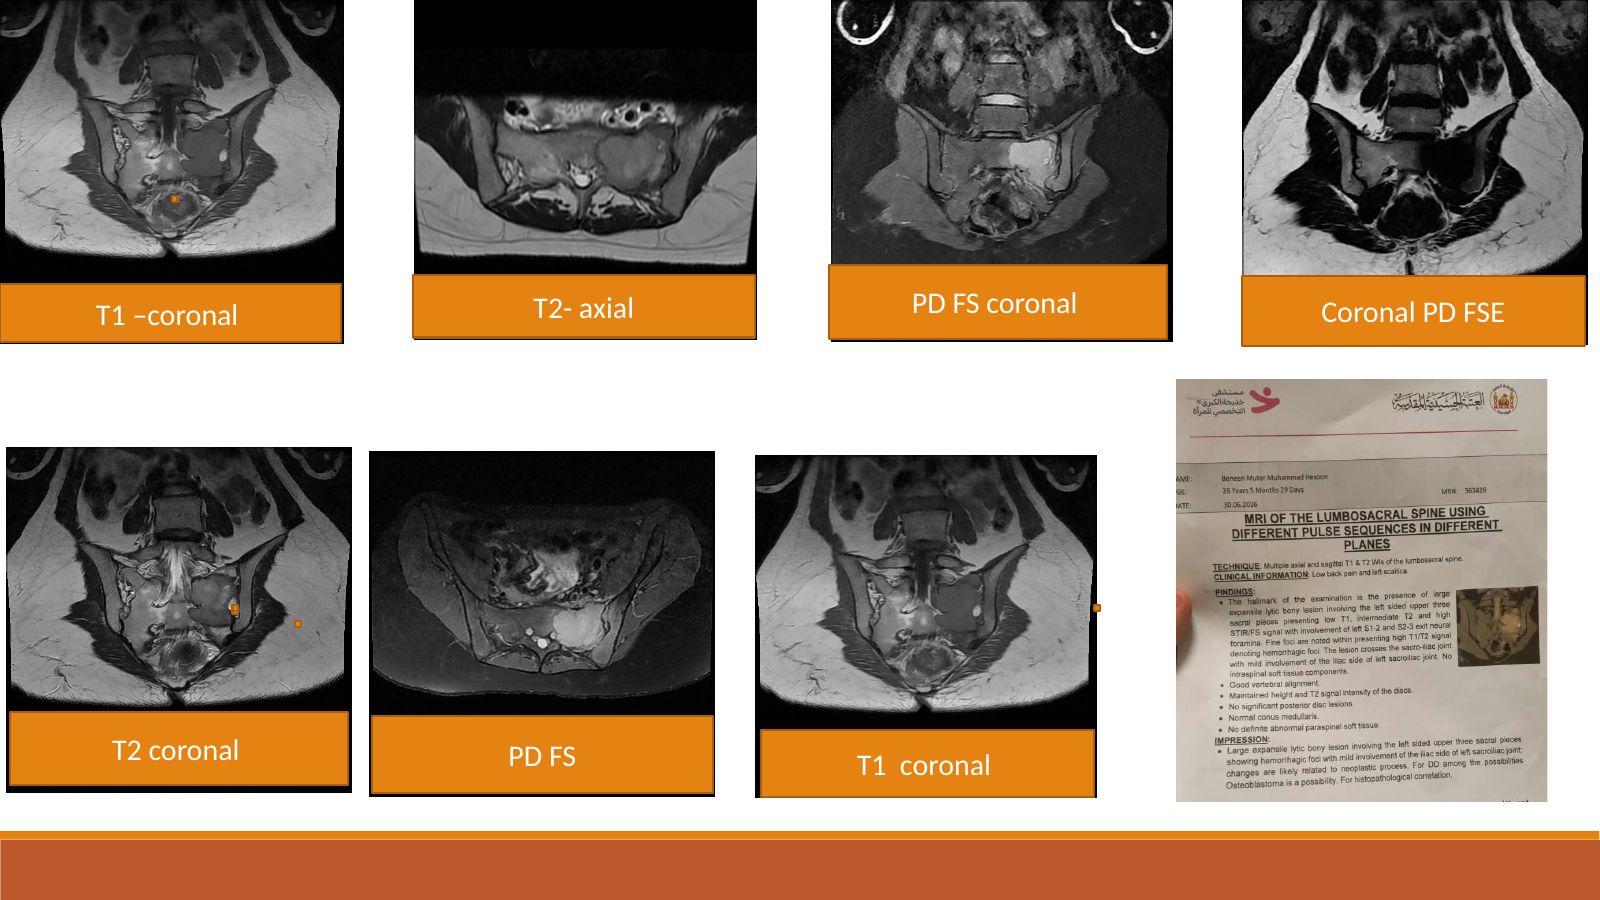 T1 –coronal
T2- axial
PD FS coronal
Coronal PD FSE
T2 coronal
PD FS
T1  coronal
مستشفى
خديجة الكبرى
التخصصي للمرأة
العتبة الحسينية المقدسة
AME: Beneen Muter Muhammad Hesoon
GE: 26 Years 5 Months 29 Days MRN: 363428
ATE: 30.06.2026
MRI OF THE LUMBOSACRAL SPINE USING
DIFFERENT PULSE SEQUENCES IN DIFFERENT
PLANES
TECHNIQUE: Multiple axial and sagittal T1 & T2 WIs of the lumbosacral spine.
CLINICAL INFORMATION: Low back pain and left scaitica.
FINDINGS:
• The hallmark of the examination is the presence of large
expansile lytic bony lesion involving the left sided upper three
sacral pieces presenting low T1, intermediate T2 and high
STIR/FS signal with involvement of left S1-2 and S2-3 exit neural
foramina. Fine foci are noted within presenting high T1/T2 signal
denoting hemorrhagic foci. The lesion crosses the sacro-iliac joint
with mild involvement of the iliac side of left sacroiliac joint. No
intraspinal soft tissue components.
• Good vertebral alignment.
• Maintained height and T2 signal intensity of the discs.
• No significant posterior disc lesions.
• Normal conus medullaris.
• No definite abnormal paraspinal soft tissue.
IMPRESSION:
• Large expansile lytic bony lesion involving the left sided upper three sacral pieces
showing hemorrhagic foci with mild involvement of the iliac side of left sacroiliac joint;
changes are likely related to neoplastic process. For DD among the possibilities
Osteoblastoma is a possibility. For histopathological correlation.